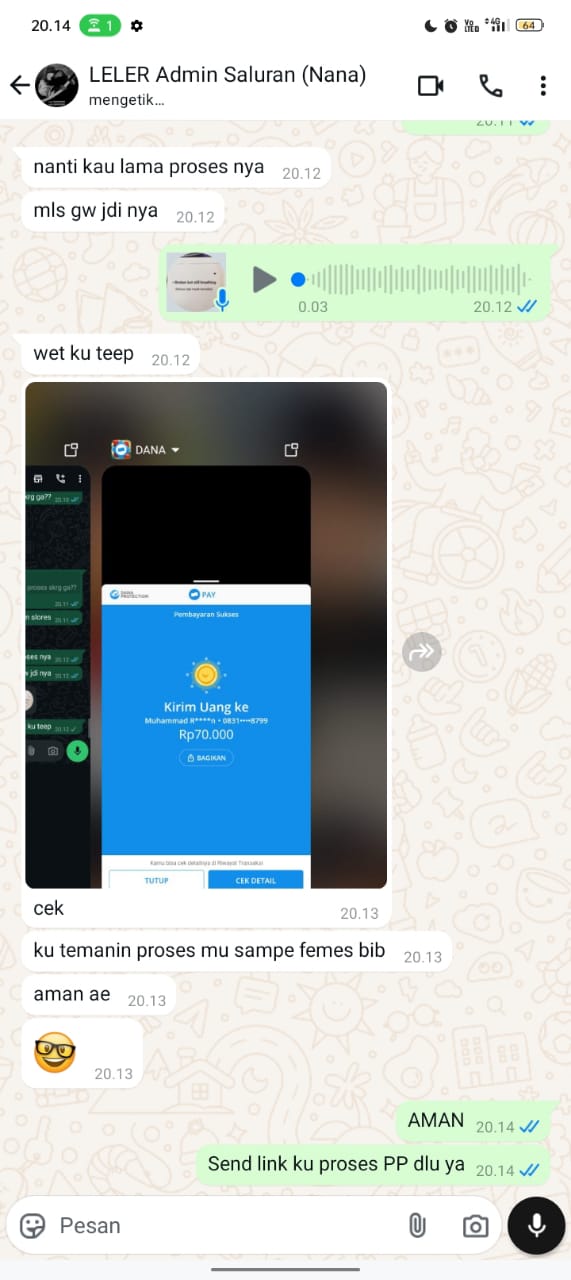 20.14
1
4G
64
LELER Admin Saluran (Nana)
mengetik...
20.11
nanti kau lama proses nya 20.12
mls gw jdi nya 20.12
0.03 20.12
wet ku teep 20.12
DANA
krg ga?? 20.10
proses skrg ga??
20.11
n slores 20.11
ses nya 20.12
w jdi nya 20.12
ku teep 20.12
DANA PROTECTION
PAY
Pembayaran Sukses
Kirim Uang ke
Muhammad R****n • 0831••••8799
Rp70.000
BAGIKAN
Kamu bisa cek detailnya di Riwayat Transaksi
TUTUP CEK DETAIL
cek 20.13
ku temanin proses mu sampe femes bib 20.13
aman ae 20.13
20.13
AMAN 20.14
Send link ku proses PP dlu ya 20.14
Pesan